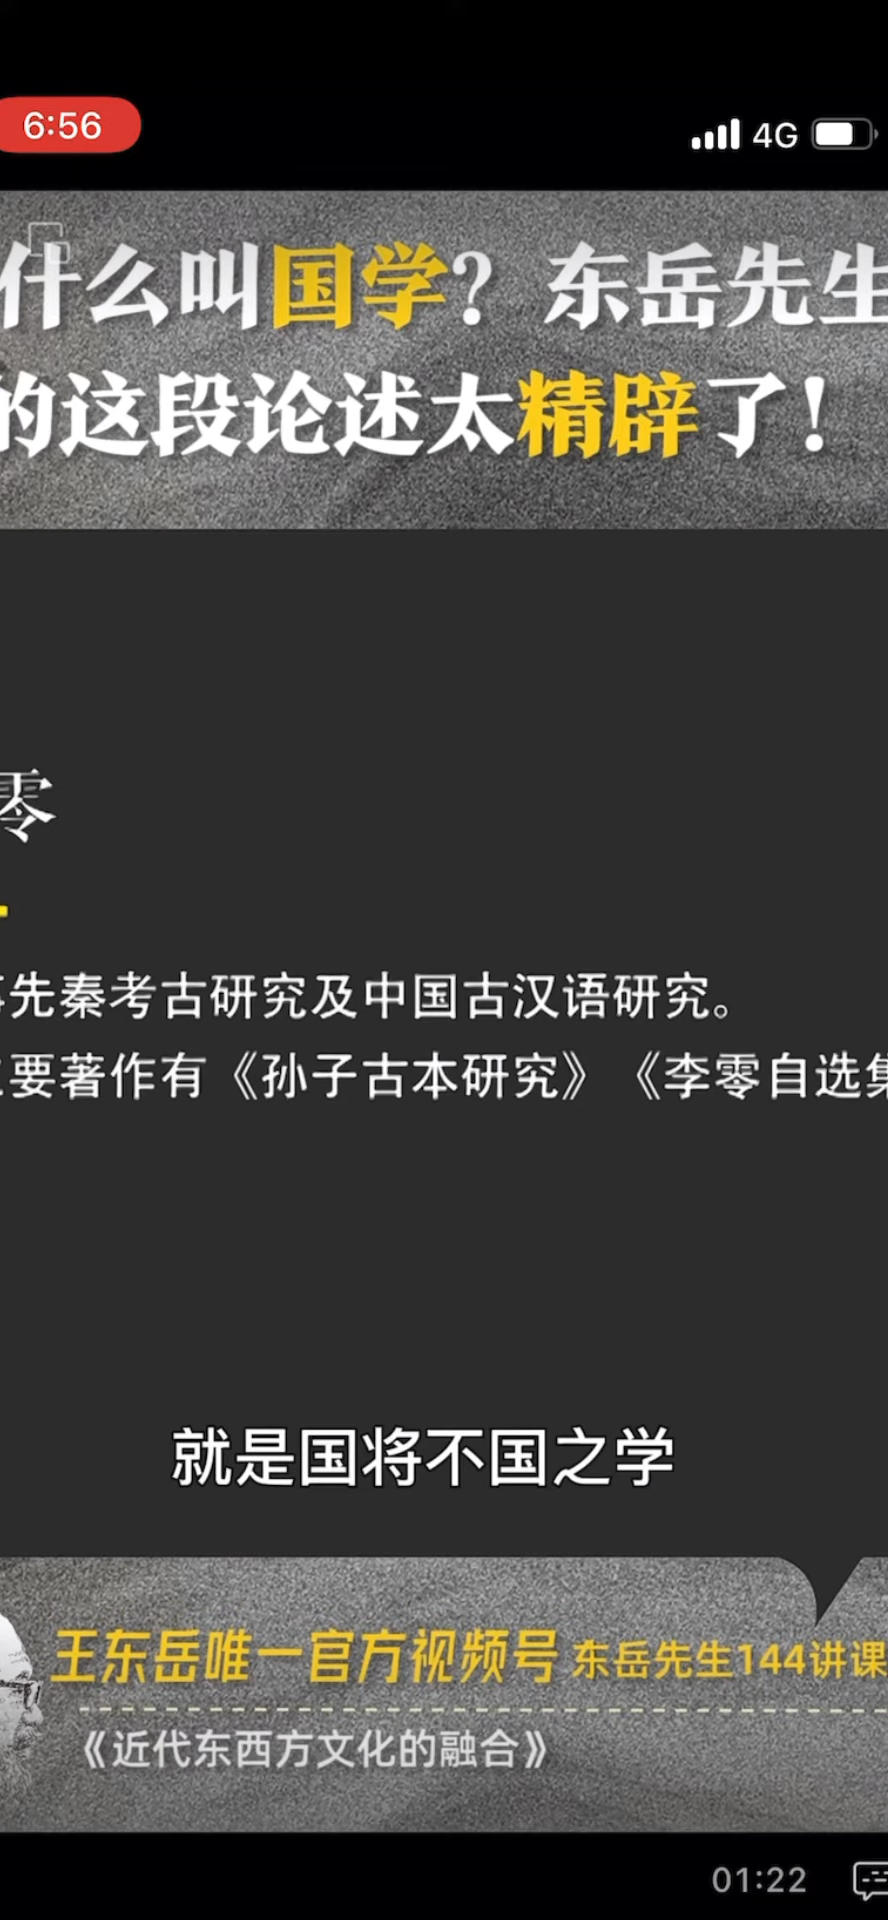 6:56
4G
什么叫国学？东岳先生
的这段论述太精辟了！
零
先秦考古研究及中国古汉语研究。
要著作有《孙子古本研究》《李零自选集
就是国将不国之学
王东岳唯一官方视频号 东岳先生144讲课
《近代东西方文化的融合》
01:22